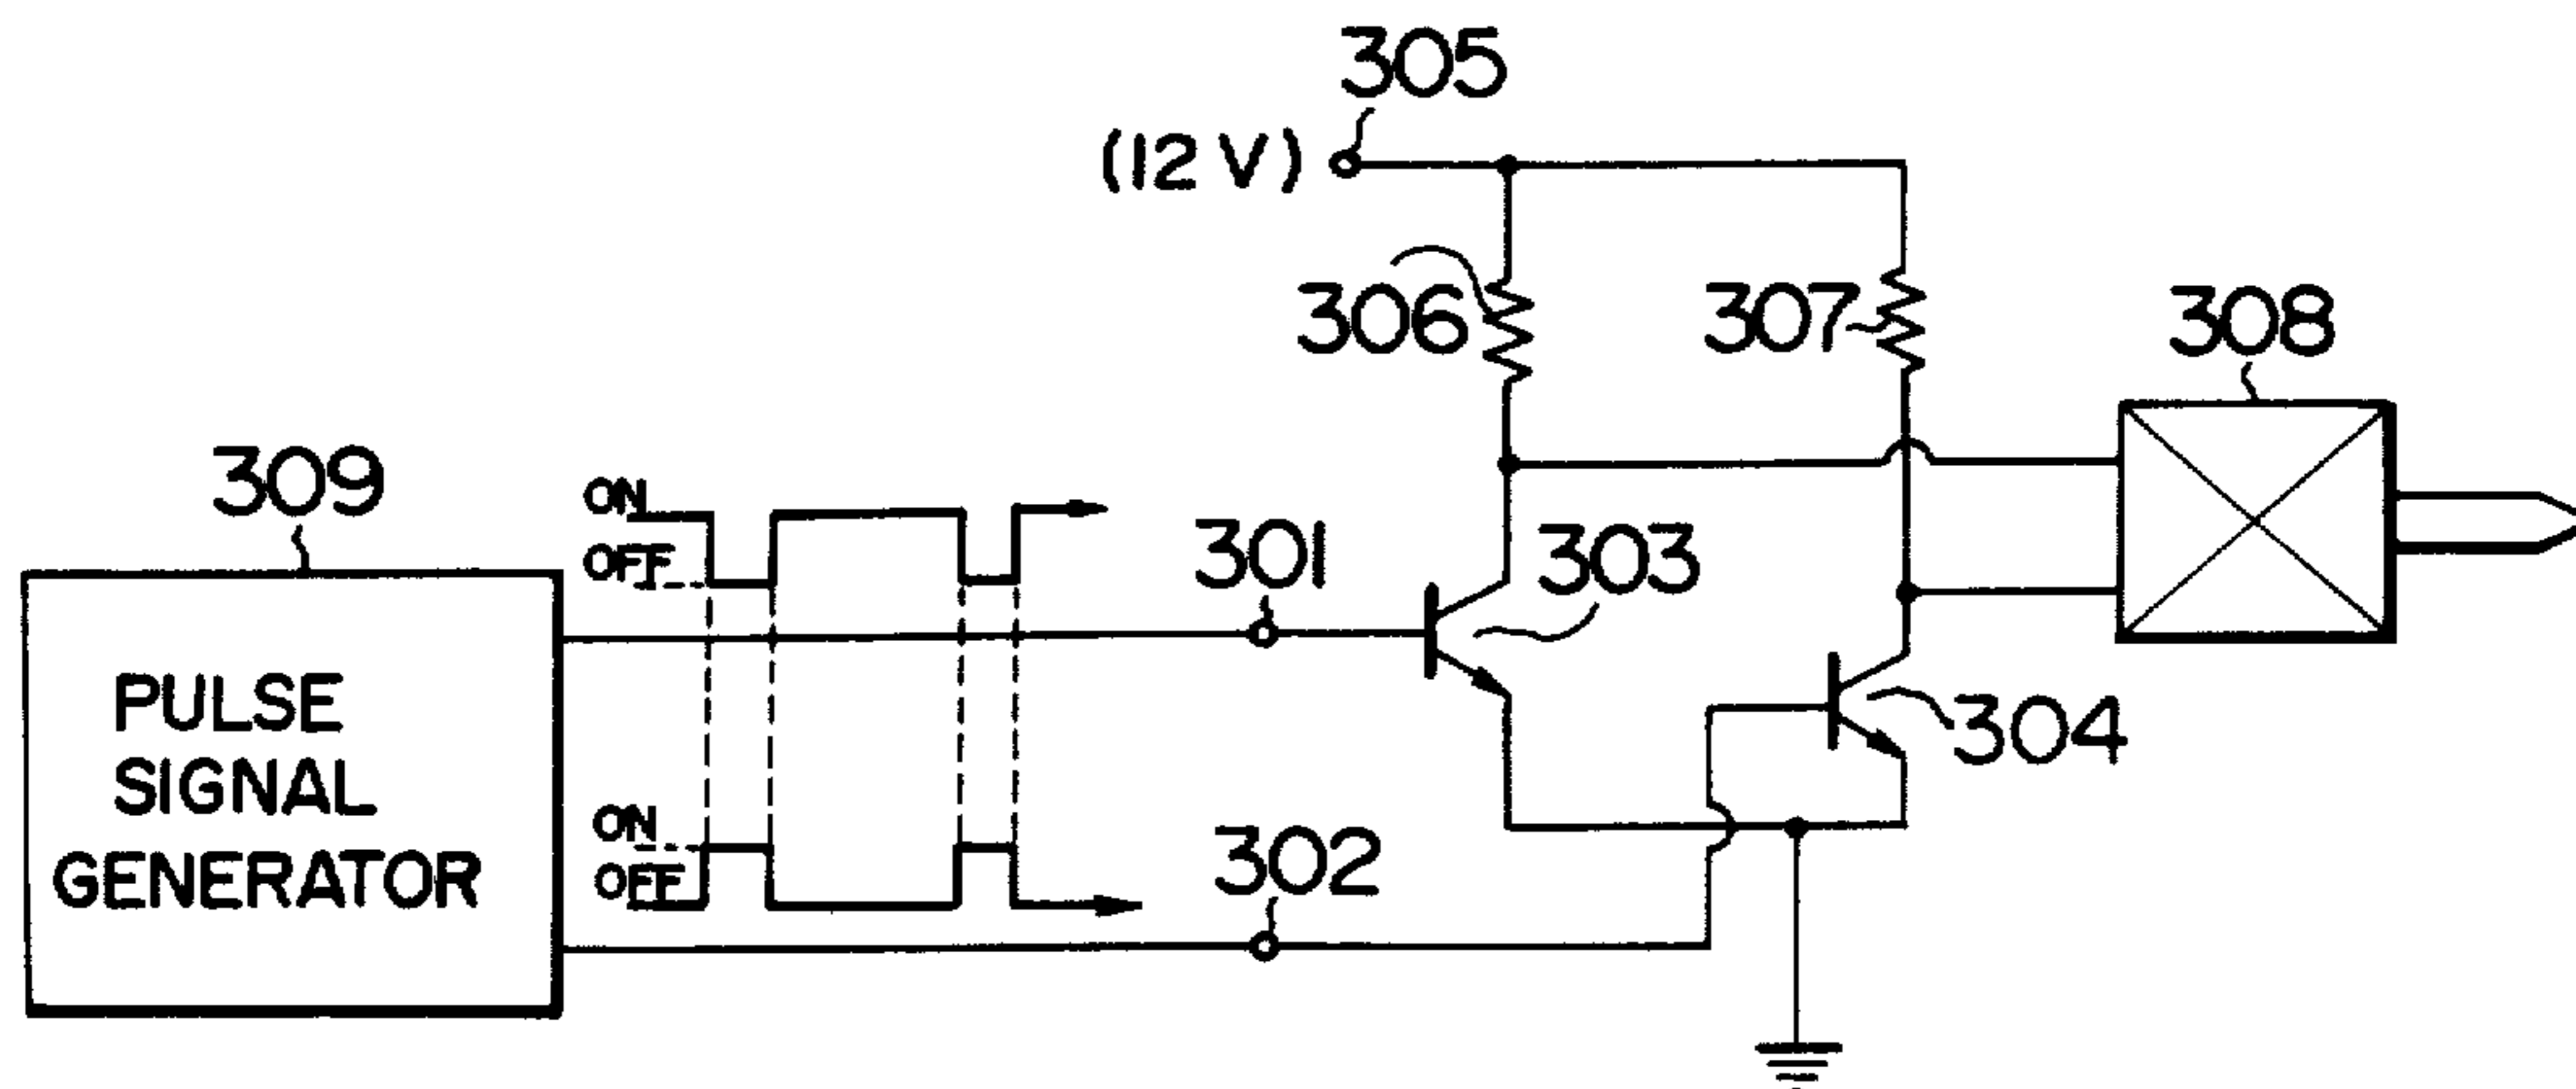 305
(12 V)
306
307
308
309
ON
OFF
301
303
PULSE
SIGNAL
GENERATOR
304
ON
OFF
302